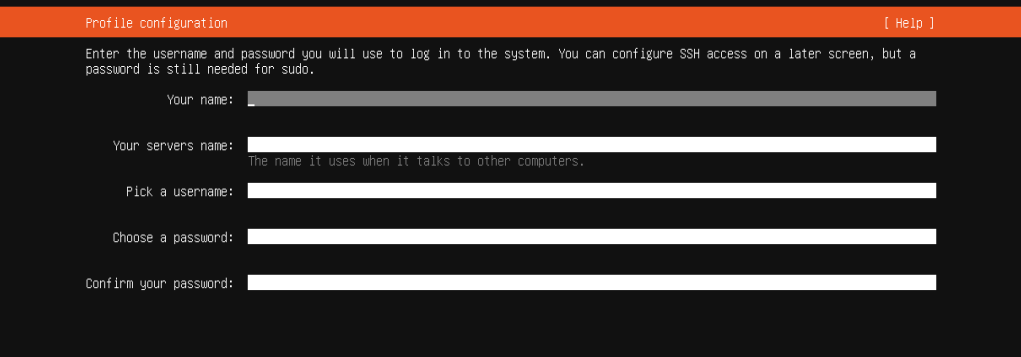 Profile configuration [ Help ]
Enter the username and password you will use to log in to the system. You can configure SSH access on a later screen, but a
password is still needed for sudo.
Your name:
Your servers name:
The name it uses when it talks to other computers.
Pick a username:
Choose a password:
Confirm your password: